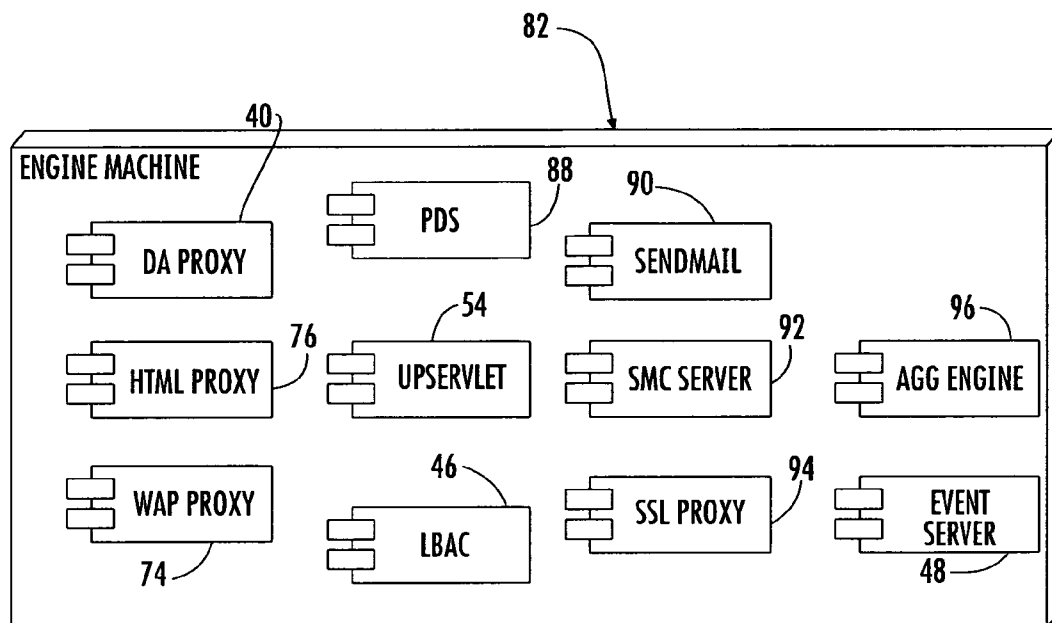 82
40
ENGINE MACHINE
88
90
PDS
DA PROXY
SENDMAIL
54
96
76
92
HTML PROXY
UPSERVLET
SMC SERVER
AGG ENGINE
46
94
WAP PROXY
SSL PROXY
EVENT
SERVER
LBAC
74
48